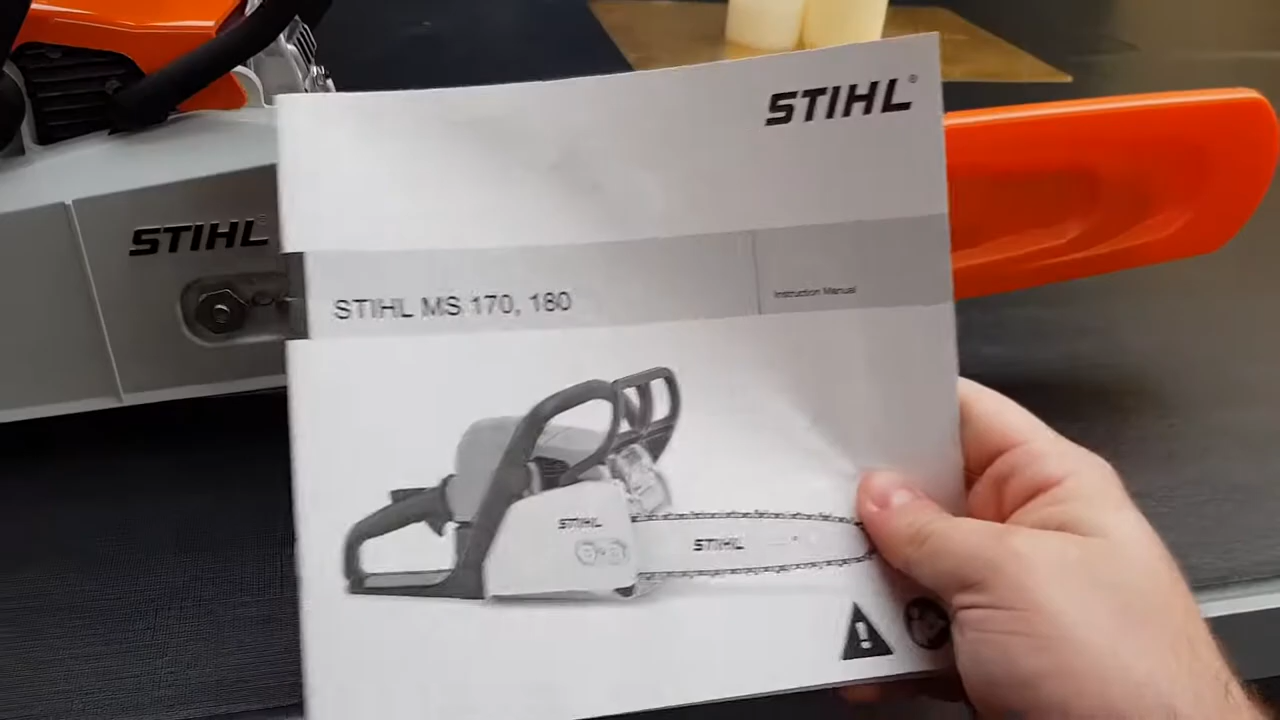 STIHL®
STIHL
STIHL MS 170, 180
Instruction Manual
STIHL
STIHL